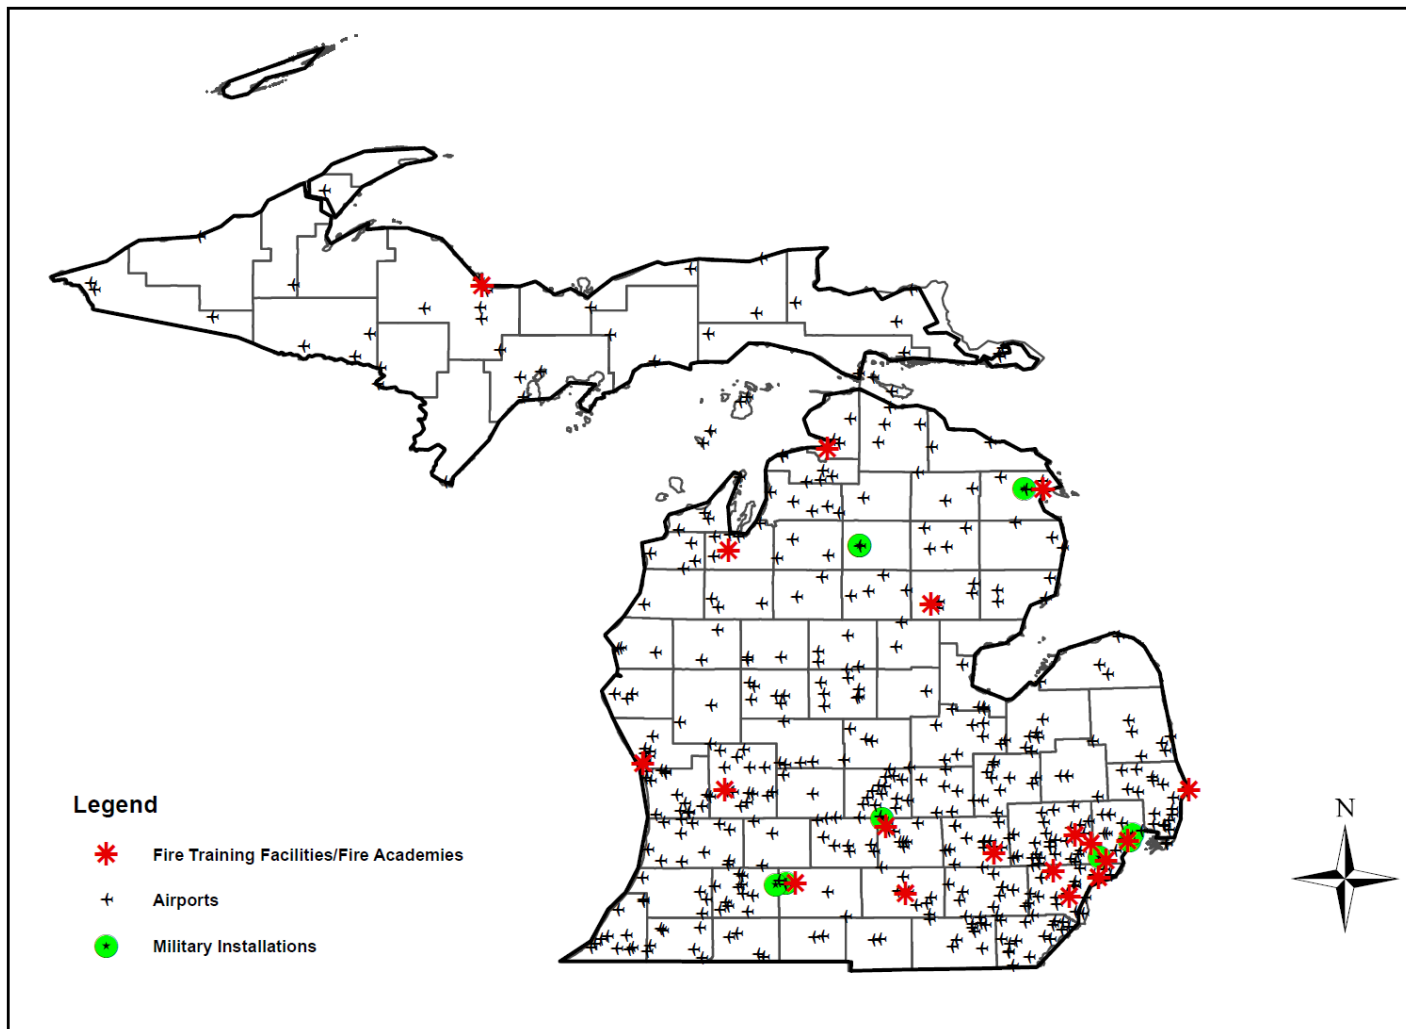 Legend
Fire Training Facilities/Fire Academies
Airports
Military Installations
N